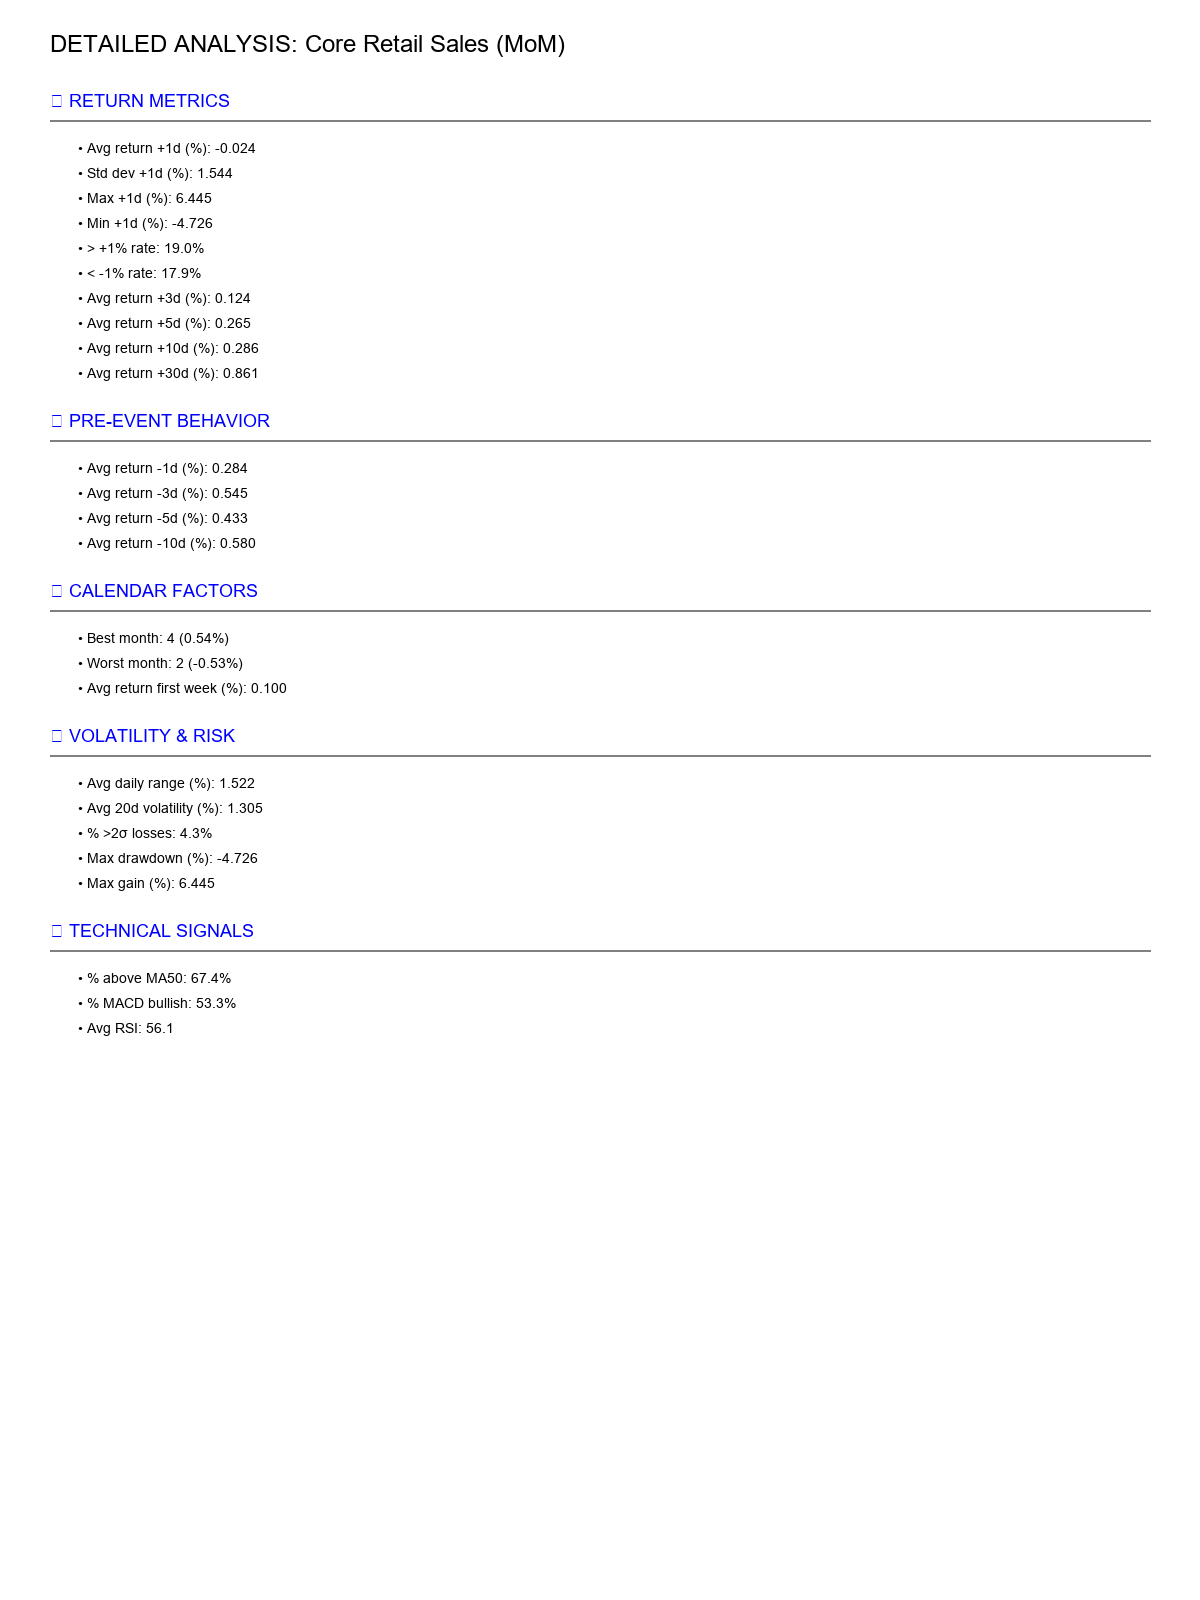 DETAILED ANALYSIS: Core Retail Sales (MoM)
RETURN METRICS
• Avg return +1d (%): -0.024
• Std dev +1d (%): 1.544
• Max +1d (%): 6.445
• Min +1d (%): -4.726
• > +1% rate: 19.0%
• < -1% rate: 17.9%
• Avg return +3d (%): 0.124
• Avg return +5d (%): 0.265
• Avg return +10d (%): 0.286
• Avg return +30d (%): 0.861
PRE-EVENT BEHAVIOR
• Avg return -1d (%): 0.284
• Avg return -3d (%): 0.545
• Avg return -5d (%): 0.433
• Avg return -10d (%): 0.580
CALENDAR FACTORS
• Best month: 4 (0.54%)
• Worst month: 2 (-0.53%)
• Avg return first week (%): 0.100
VOLATILITY & RISK
• Avg daily range (%): 1.522
• Avg 20d volatility (%): 1.305
• % >2σ losses: 4.3%
• Max drawdown (%): -4.726
• Max gain (%): 6.445
TECHNICAL SIGNALS
• % above MA50: 67.4%
• % MACD bullish: 53.3%
• Avg RSI: 56.1